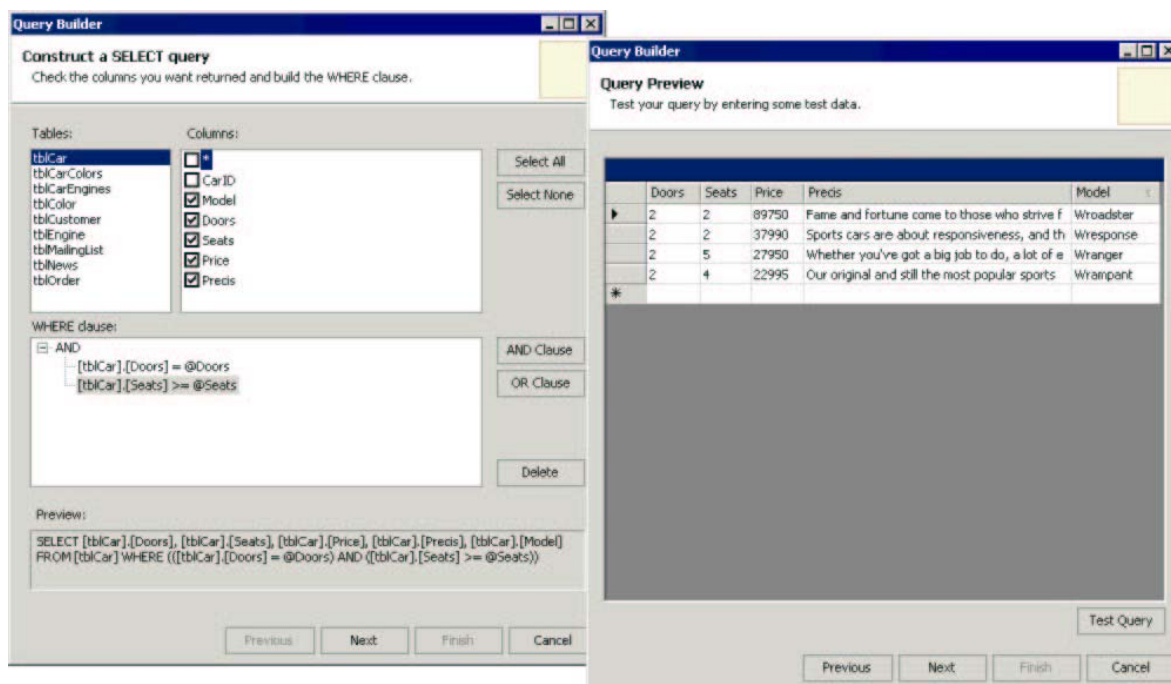 Query Builder
Construct a SELECT query
Check the columns you want returned and build the WHERE clause.
Tables:
Columns:
tblCar
tblCarColors
tblCarEngines
tblColor
tblCustomer
tblEngine
tblMailingList
tblNews
tblOrder
*
CarID
Model
Doors
Seats
Price
Precis
Select All
Select None
WHERE clause:
AND
[tblCar].[Doors] = @Doors
[tblCar].[Seats] >= @Seats
AND Clause
OR Clause
Delete
Preview:
SELECT [tblCar].[Doors], [tblCar].[Seats], [tblCar].[Price], [tblCar].[Precis], [tblCar].[Model]
FROM [tblCar] WHERE (([tblCar].[Doors] = @Doors) AND ([tblCar].[Seats] >= @Seats))
Previous Next Finish Cancel
Query Builder
Query Preview
Test your query by entering some test data.
Doors Seats Price Precis Model
2 2 89750 Fame and fortune come to those who strive f Wroadster
2 2 37990 Sports cars are about responsiveness, and th Wresponse
2 5 27950 Whether you've got a big job to do, a lot of e Wranger
2 4 22995 Our original and still the most popular sports Wrampant
*
Test Query
Previous Next Finish Cancel